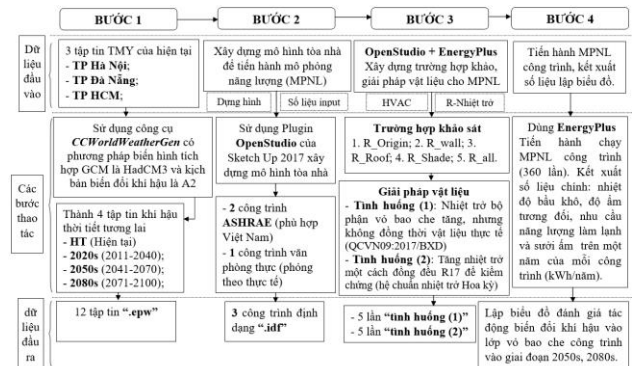 BƯỚC 1
BƯỚC 2
BƯỚC 3
BƯỚC 4
Dữ
liệu
đầu
vào
3 tập tin TMY của hiện tại
- TP Hà Nội;
- TP Đà Nẵng;
- TP HCM;
Xây dựng mô hình tòa nhà
để tiến hành mô phỏng
năng lượng (MPNL)
OpenStudio + EnergyPlus
Xây dựng trường hợp khảo,
giải pháp vật liệu cho MPNL
Tiến hành MPNL
công trình, kết xuất
số liệu lập biểu đồ.
Dựng hình
Số liệu input
HVAC
R-Nhiệt trở
Các
bước
thao
tác
Sử dụng công cụ
CCWorldWeatherGen có
phương pháp biến hình tích
hợp GCM là HadCM3 và kịch
bản biến đổi khí hậu là A2
Thành 4 tập tin khí hậu
thời tiết tương lai
- HT (Hiện tại)
- 2020s (2011-2040);
- 2050s (2041-2070);
- 2080s (2071-2100);
Sử dụng Plugin
OpenStudio của
Sketch Up 2017 xây
dựng mô hình tòa nhà
- 2 công trình
ASHRAE (phù hợp
Việt Nam)
- 1 công trình văn
phòng thực (phỏng
theo thực tế)
Trường hợp khảo sát
1. R_Origin; 2. R_wall; 3.
R_Roof; 4. R_Shade; 5. R_all.
Giải pháp vật liệu
- Tình huống (1): Nhiệt trở bộ
phận vỏ bao che tăng, nhưng
không đồng thời vật liệu thực tế
(QCVN09:2017/BXD)
- Tình huống (2): Tăng nhiệt trở
một cách đồng đều R17 để kiểm
chứng (hệ chuẩn nhiệt trở Hoa kỳ)
Dùng EnergyPlus
Tiến hành chạy
MPNL công trình
(360 lần). Kết xuất
số liệu chính: nhiệt
độ bầu khô, độ ẩm
tương đối, nhu cầu
năng lượng làm lạnh
và sưởi ấm trên một
năm của mỗi công
trình (kWh/năm).
dữ
liệu
đầu
ra
12 tập tin “.epw”
3 công trình định
dạng “.idf”
- 5 lần “tình huống (1)”
- 5 lần “tình huống (2)”
Lập biểu đồ đánh giá tác
động biến đổi khí hậu vào
lớp vỏ bao che công trình
vào giai đoạn 2050s, 2080s.